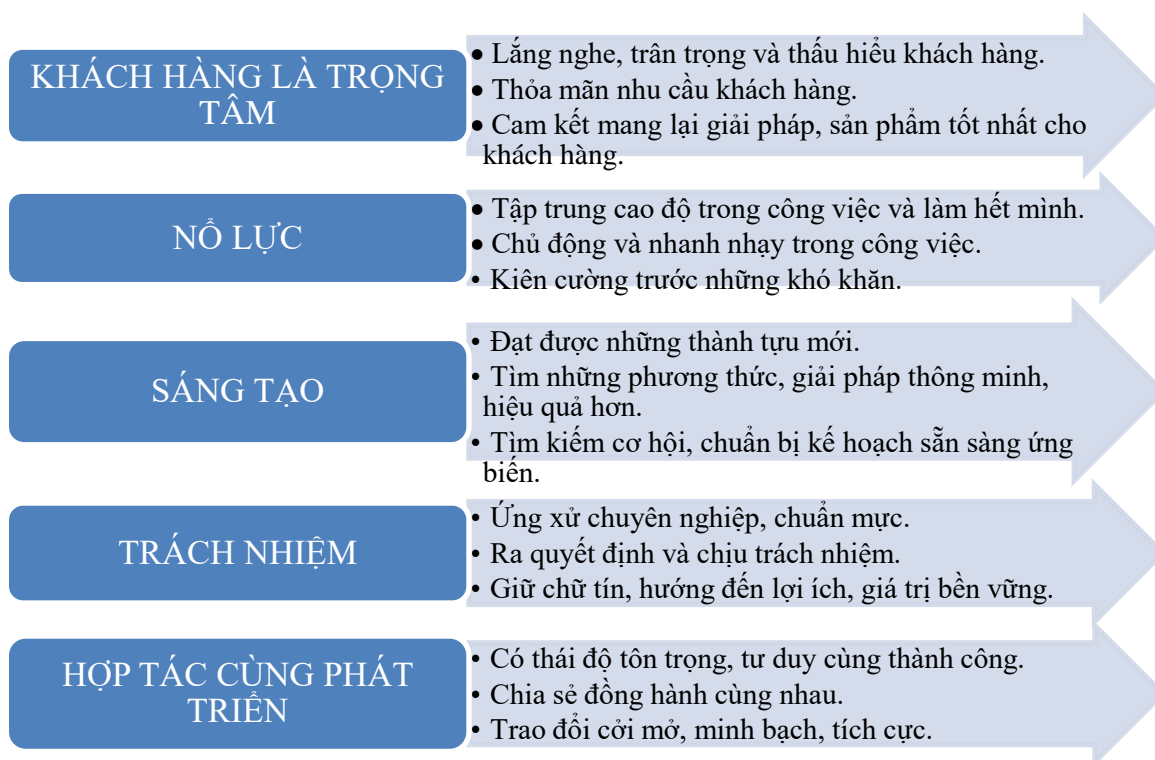 KHÁCH HÀNG LÀ TRỌNG
TÂM
• Lắng nghe, trân trọng và thấu hiểu khách hàng.
• Thỏa mãn nhu cầu khách hàng.
• Cam kết mang lại giải pháp, sản phẩm tốt nhất cho
khách hàng.
NỔ LỰC
• Tập trung cao độ trong công việc và làm hết mình.
• Chủ động và nhanh nhạy trong công việc.
• Kiên cường trước những khó khăn.
SÁNG TẠO
• Đạt được những thành tựu mới.
• Tìm những phương thức, giải pháp thông minh,
hiệu quả hơn.
• Tìm kiếm cơ hội, chuẩn bị kế hoạch sẵn sàng ứng
biến.
TRÁCH NHIỆM
• Ứng xử chuyên nghiệp, chuẩn mực.
• Ra quyết định và chịu trách nhiệm.
• Giữ chữ tín, hướng đến lợi ích, giá trị bền vững.
HỢP TÁC CÙNG PHÁT
TRIỂN
• Có thái độ tôn trọng, tư duy cùng thành công.
• Chia sẻ đồng hành cùng nhau.
• Trao đổi cởi mở, minh bạch, tích cực.